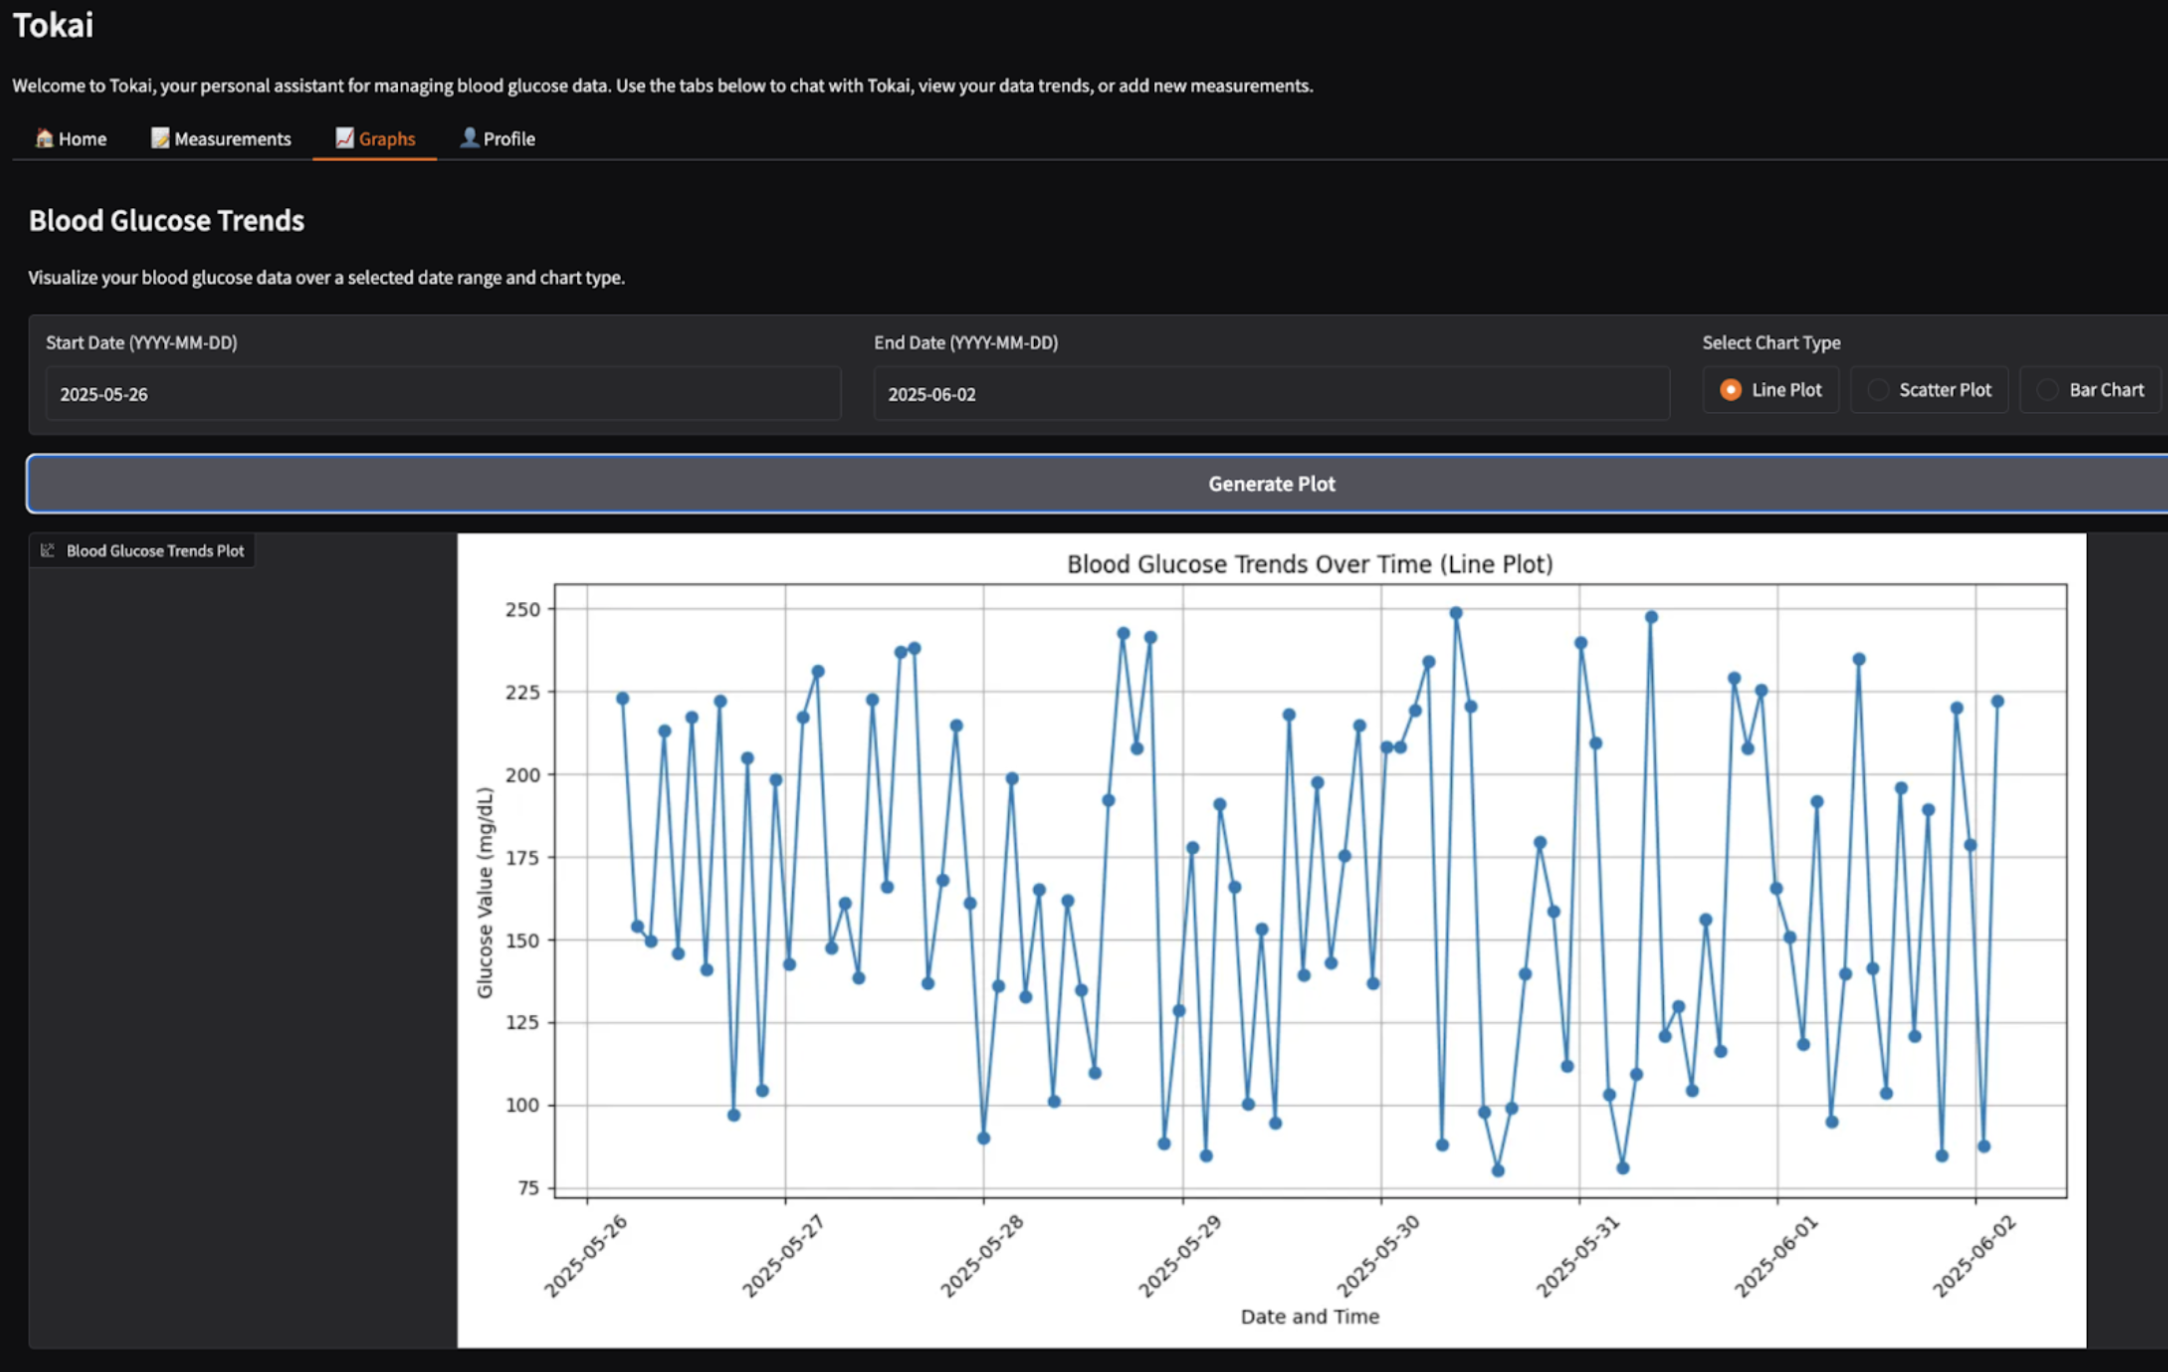 Tokai
Welcome to Tokai, your personal assistant for managing blood glucose data. Use the tabs below to chat with Tokai, view your data trends, or add new measurements.
Home Measurements Graphs Profile
Blood Glucose Trends
Visualize your blood glucose data over a selected date range and chart type.
Start Date (YYYY-MM-DD) End Date (YYYY-MM-DD) Select Chart Type
2025-05-26 2025-06-02 Line Plot Scatter Plot Bar Chart
Generate Plot
Blood Glucose Trends Plot
Blood Glucose Trends Over Time (Line Plot)
Glucose Value (mg/dL)
250
225
200
175
150
125
100
75
2025-05-26 2025-05-27 2025-05-28 2025-05-29 2025-05-30 2025-05-31 2025-06-01 2025-06-02
Date and Time